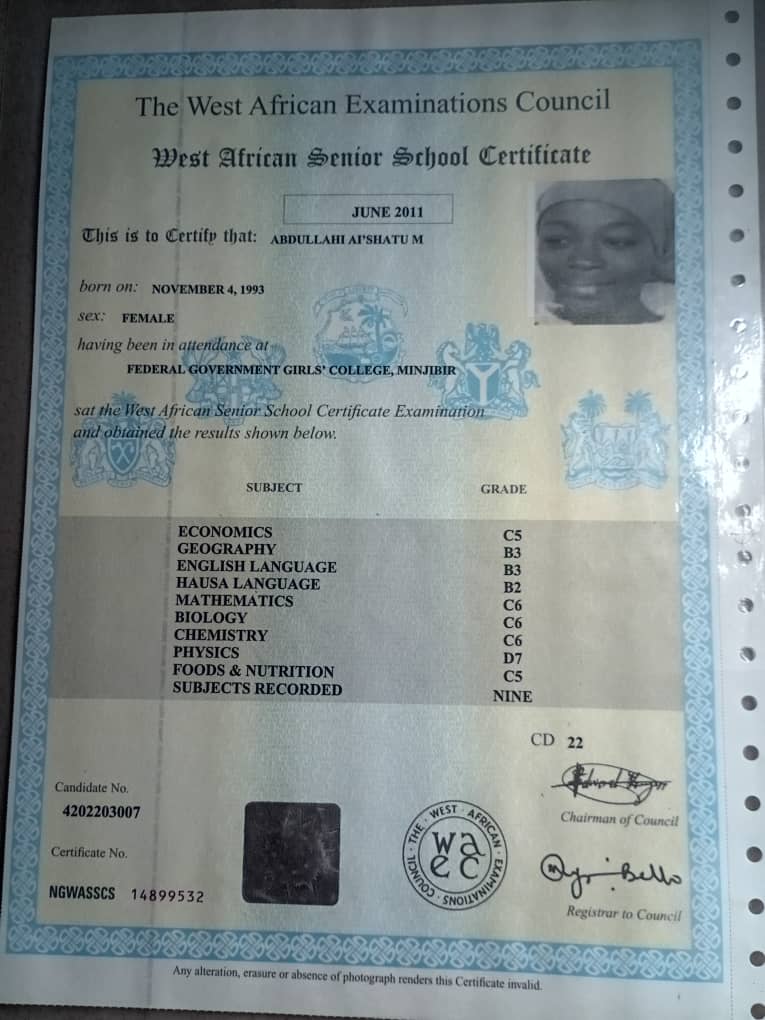 The West African Examinations Council
West African Senior School Certificate
JUNE 2011
This is to Certify that: ABDULLAHI AI'SHATU M
born on: NOVEMBER 4, 1993
sex: FEMALE
having been in attendance at
FEDERAL GOVERNMENT GIRLS' COLLEGE, MINJIBIR
sat the West African Senior School Certificate Examination
and obtained the results shown below.
SUBJECT GRADE
ECONOMICS C5
GEOGRAPHY B3
ENGLISH LANGUAGE B3
HAUSA LANGUAGE B2
MATHEMATICS C6
BIOLOGY C6
CHEMISTRY C6
PHYSICS D7
FOODS & NUTRITION C5
SUBJECTS RECORDED NINE
CD 22
Chairman of Council
Candidate No.
4202203007
Certificate No.
NGWASSCS 14899532
THE · WEST · AFRICAN · EXAMINATIONS · COUNCIL ·
wa
ec
Bello
Registrar to Council
Any alteration, erasure or absence of photograph renders this Certificate invalid.